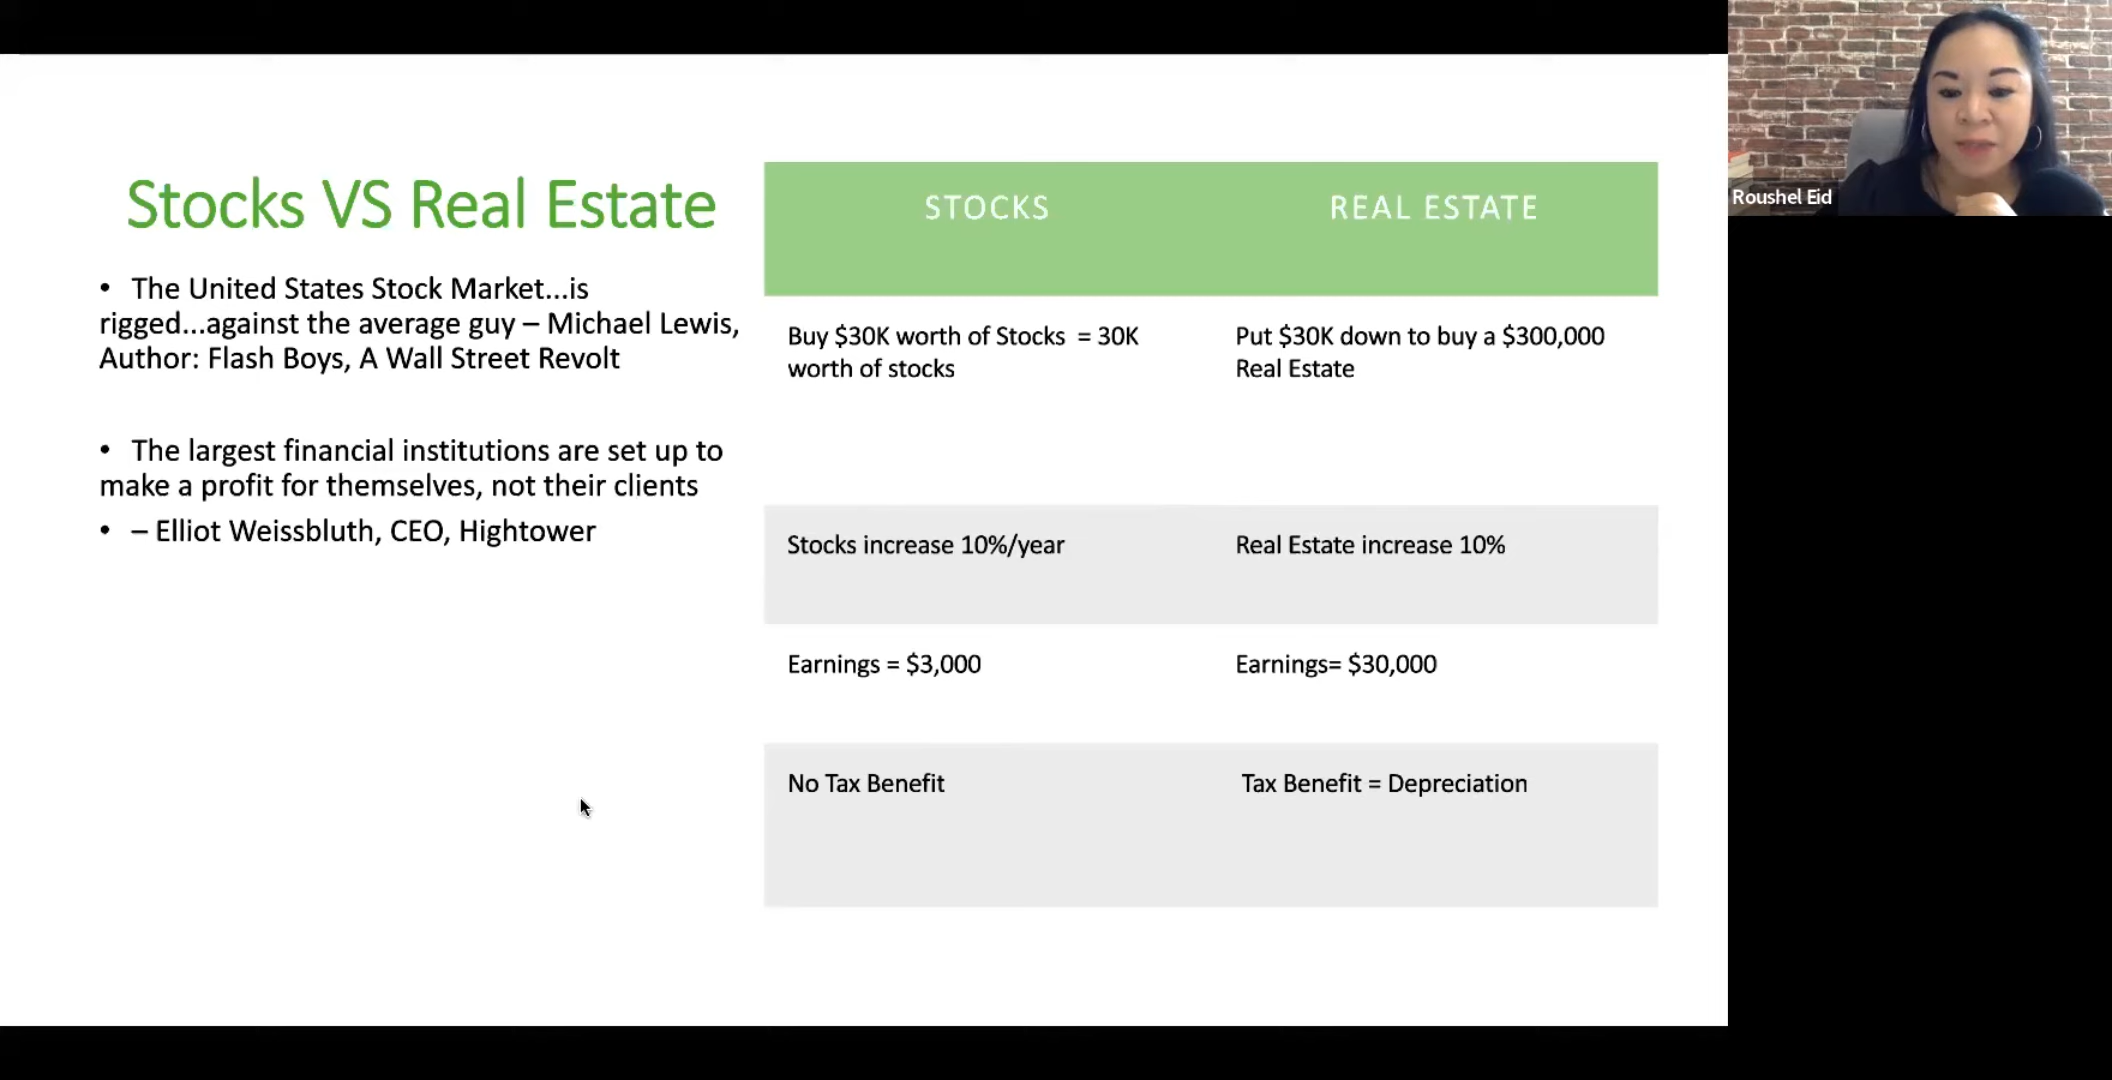 Stocks VS Real Estate
• The United States Stock Market...is
rigged...against the average guy – Michael Lewis,
Author: Flash Boys, A Wall Street Revolt
• The largest financial institutions are set up to
make a profit for themselves, not their clients
• – Elliot Weissbluth, CEO, Hightower
STOCKS
REAL ESTATE
Buy $30K worth of Stocks = 30K
worth of stocks
Put $30K down to buy a $300,000
Real Estate
Stocks increase 10%/year
Real Estate increase 10%
Earnings = $3,000
Earnings= $30,000
No Tax Benefit
Tax Benefit = Depreciation
Roushel Eid